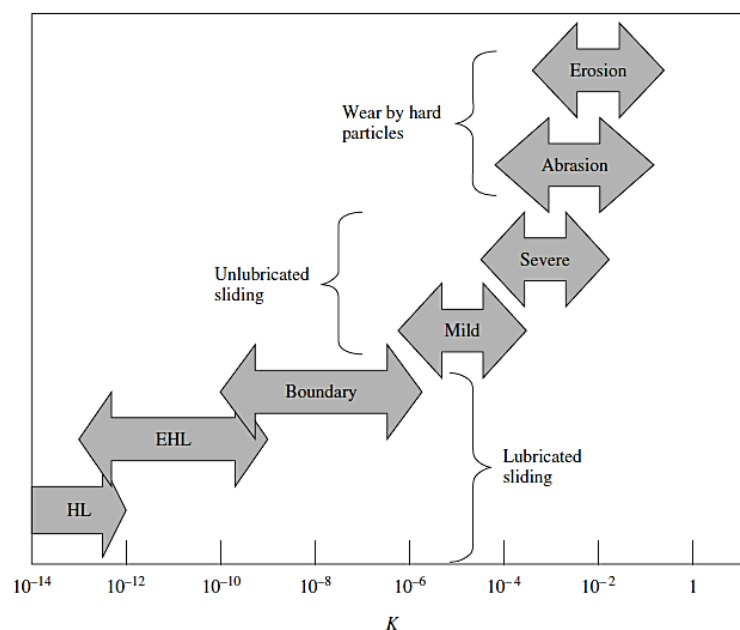 Erosion
Wear by hard
particles
Abrasion
Severe
Unlubricated
sliding
Mild
Boundary
EHL
Lubricated
sliding
HL
10⁻¹⁴ 10⁻¹² 10⁻¹⁰ 10⁻⁸ 10⁻⁶ 10⁻⁴ 10⁻² 1
K